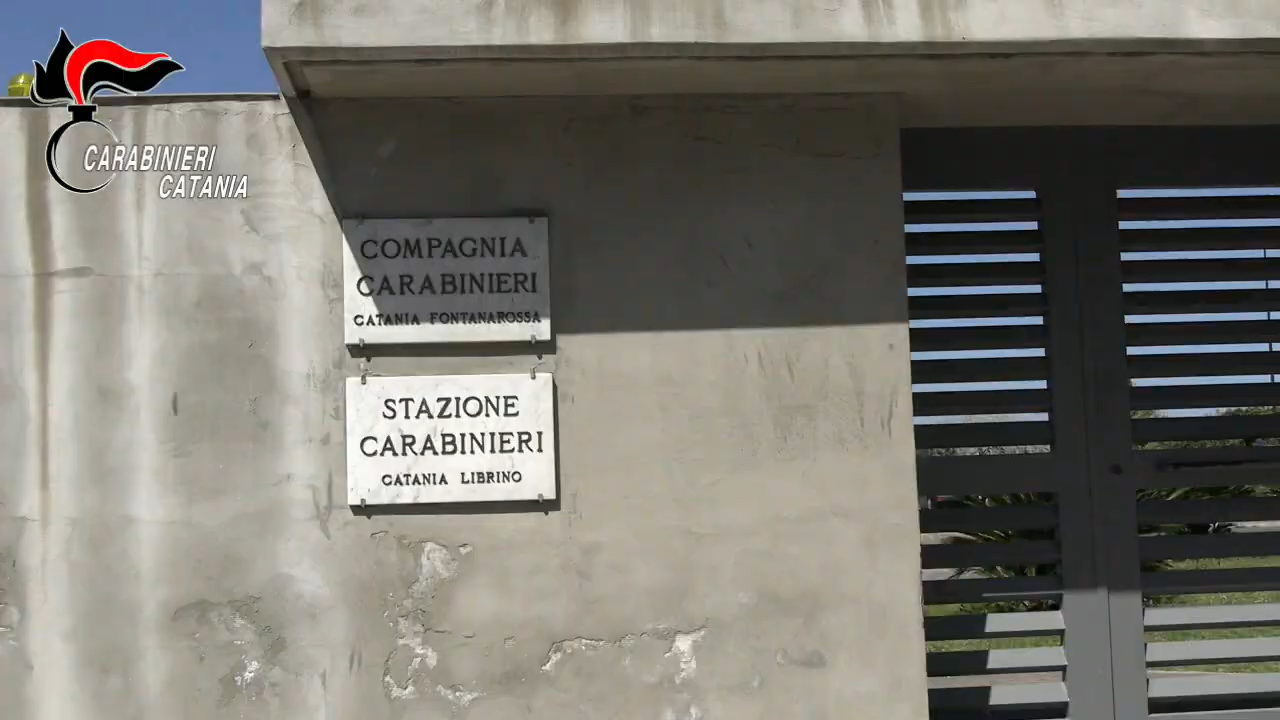 CARABINIERI
CATANIA
COMPAGNIA
CARABINIERI
CATANIA FONTANAROSSA
STAZIONE
CARABINIERI
CATANIA LIBRINO